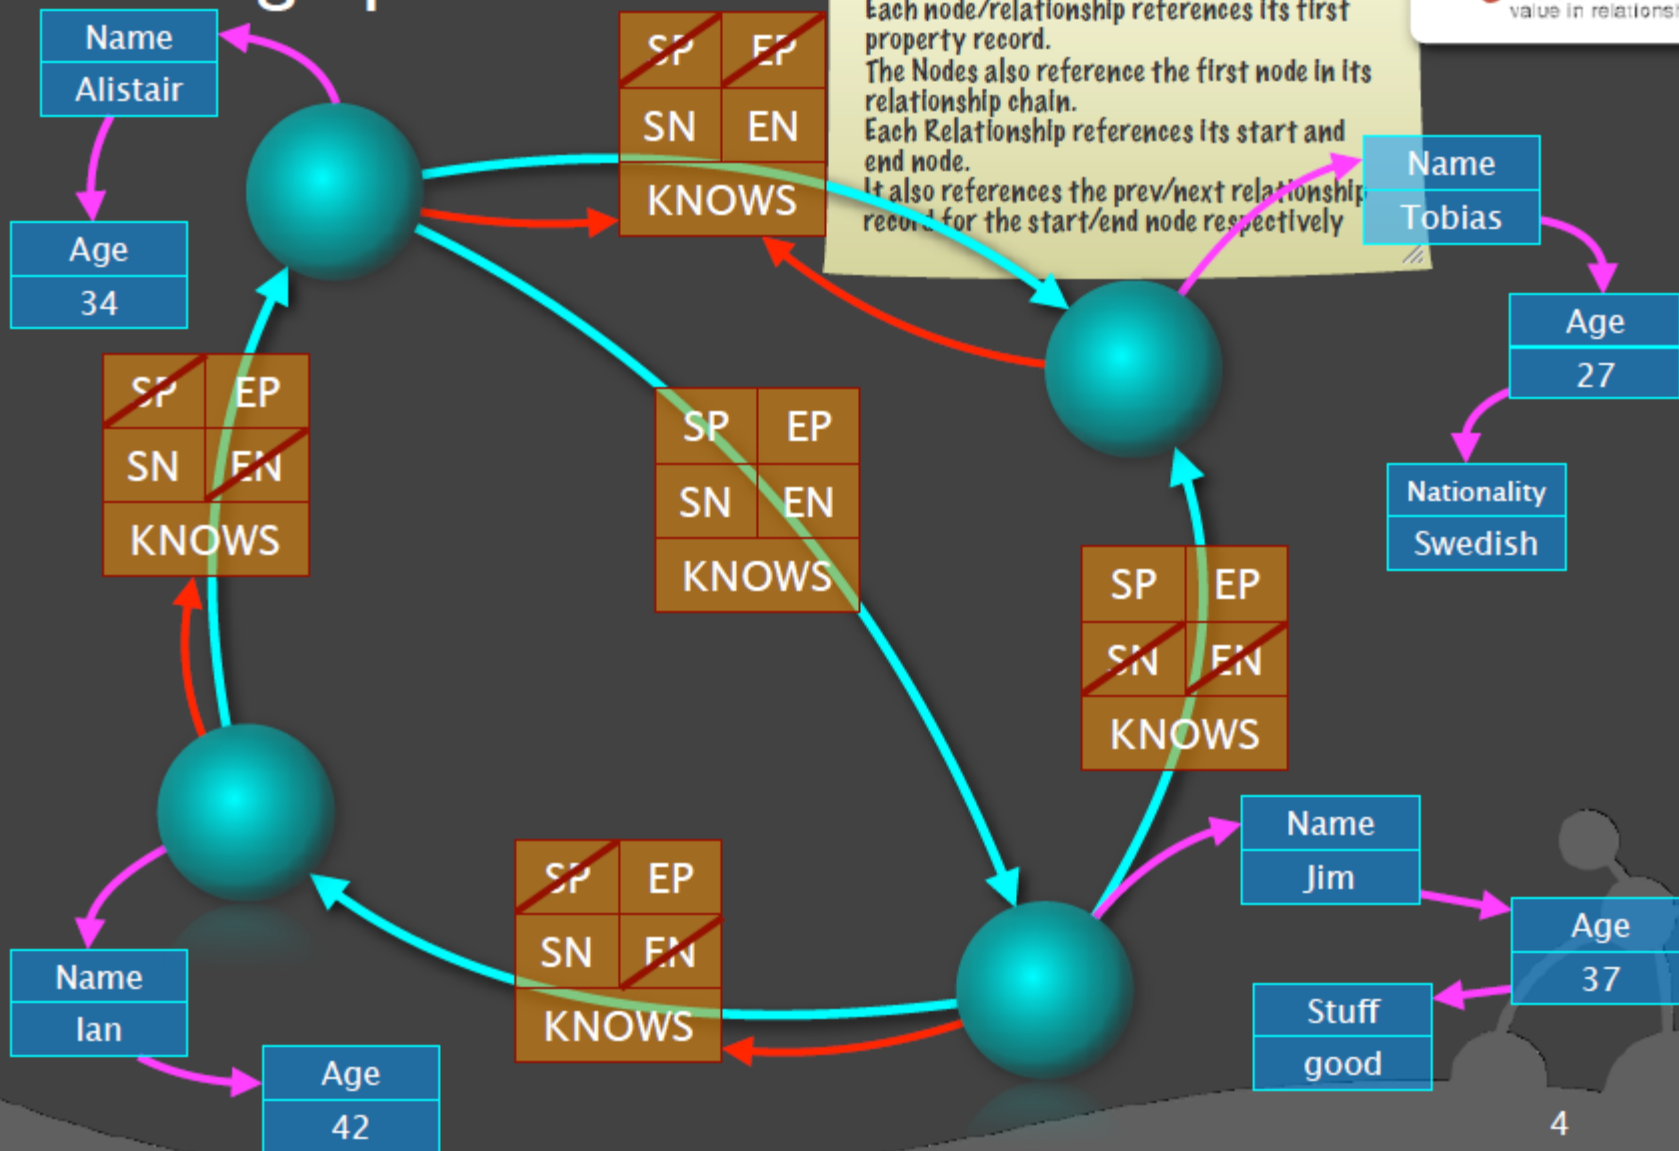 Name
Alistair
Age
34
SP EP
SN EN
KNOWS
Each node/relationship references its first
property record.
The Nodes also reference the first node in its
relationship chain.
Each Relationship references its start and
end node.
It also references the prev/next relationship
record for the start/end node respectively
value in
Name
Tobias
Age
27
Nationality
Swedish
SP EP
SN EN
KNOWS
SP EP
SN EN
KNOWS
SP EP
SN EN
KNOWS
Name
Ian
Age
42
SP EP
SN EN
KNOWS
Name
Jim
Age
37
Stuff
good
4